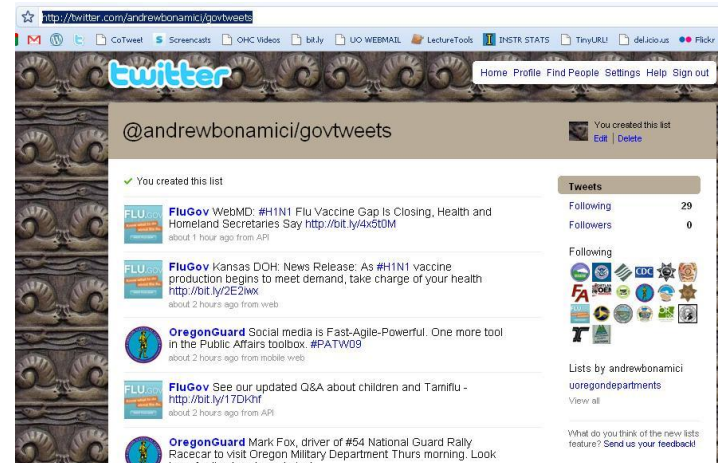 http://twitter.com/andrewbonamici/govtweets
CoTweet Screencasts OHC Videos bit.ly UO WEBMAIL LectureTools INSTR STATS TinyURL! del.icio.us Flickr
twitter
Home Profile Find People Settings Help Sign out
@andrewbonamici/govtweets
You created this list
Edit | Delete
You created this list
FLU.gov
FluGov WebMD: #H1N1 Flu Vaccine Gap Is Closing, Health and
Homeland Secretaries Say http://bit.ly/4x5t0M
about 1 hour ago from API
FLU.gov
FluGov Kansas DOH: News Release: As #H1N1 vaccine
production begins to meet demand, take charge of your health
http://bit.ly/2E2iwx
about 2 hours ago from web
OregonGuard Social media is Fast-Agile-Powerful. One more tool
in the Public Affairs toolbox. #PATW09
about 2 hours ago from mobile web
FLU.gov
FluGov See our updated Q&A about children and Tamiflu -
http://bit.ly/17DKhf
about 2 hours ago from API
OregonGuard Mark Fox, driver of #54 National Guard Rally
Racecar to visit Oregon Military Department Thurs morning. Look
Tweets
Following 29
Followers 0
Following
CDC
FA
Lists by andrewbonamici
uoregondepartments
View all
What do you think of the new lists
feature? Send us your feedback!